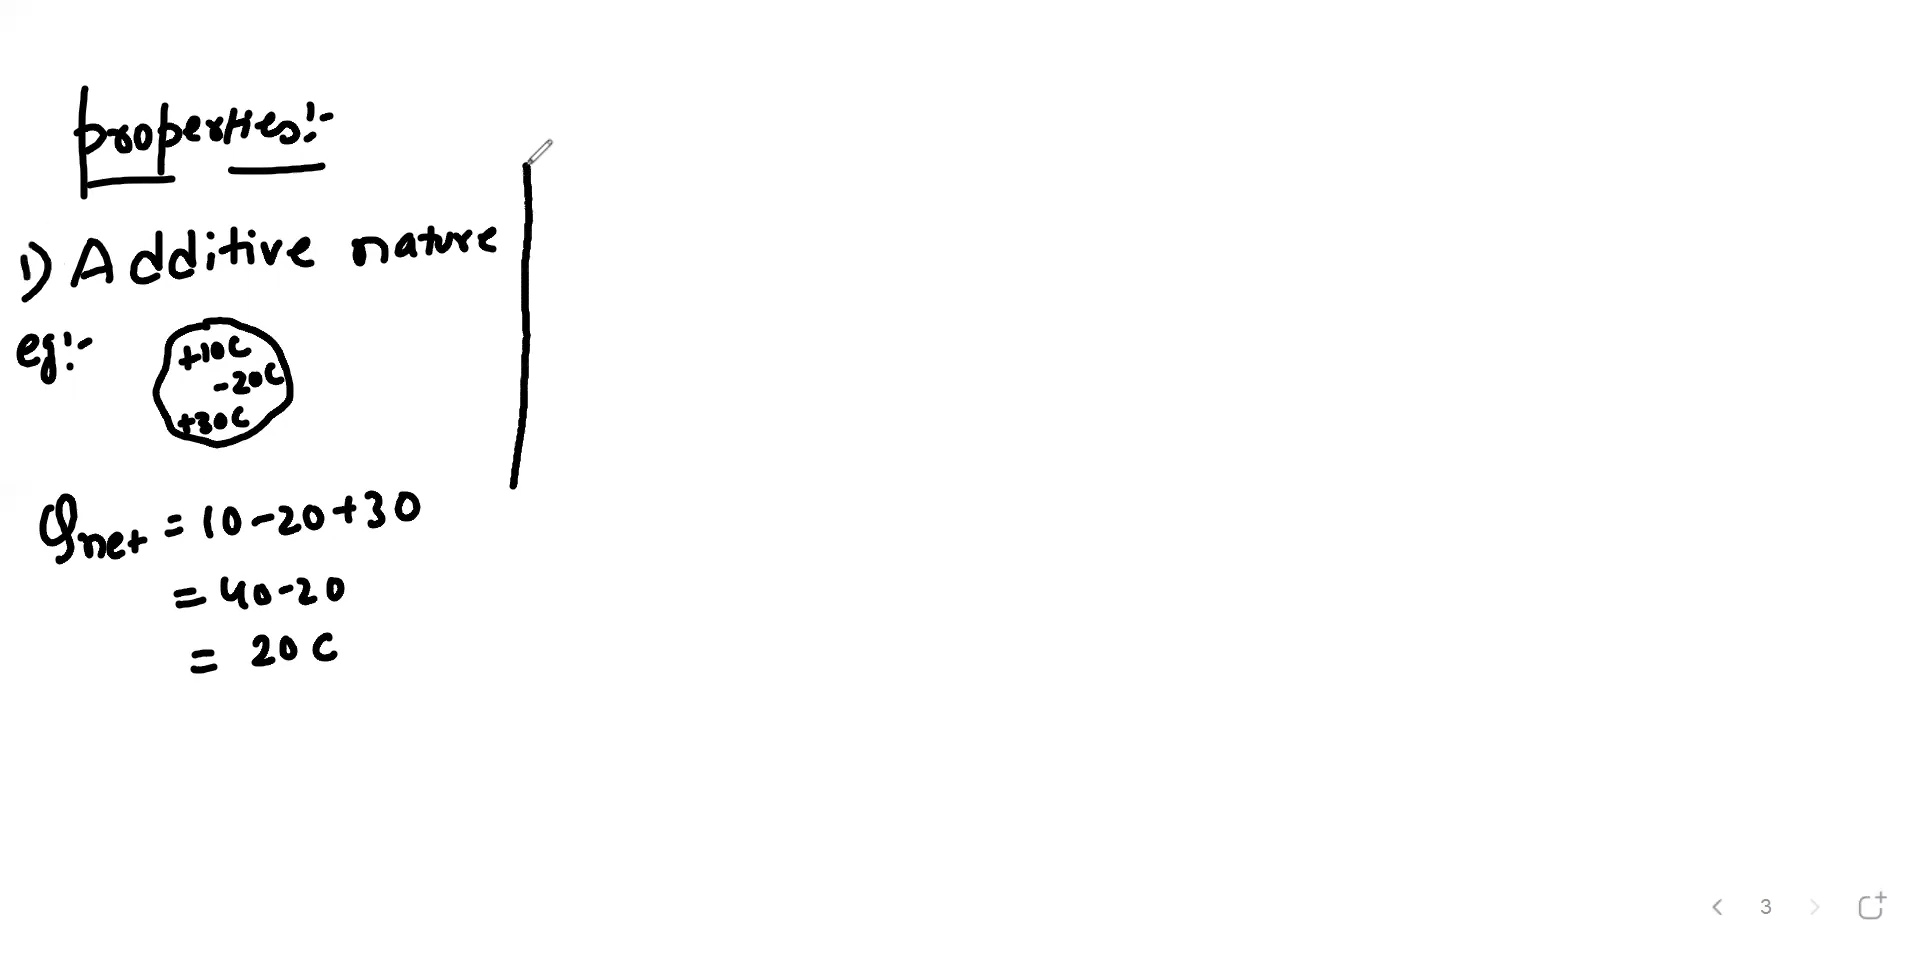 properties:-
1) Additive nature
eg:-
+10C
-20C
+30C
Qnet = 10-20+30
= 40-20
= 20 C
3